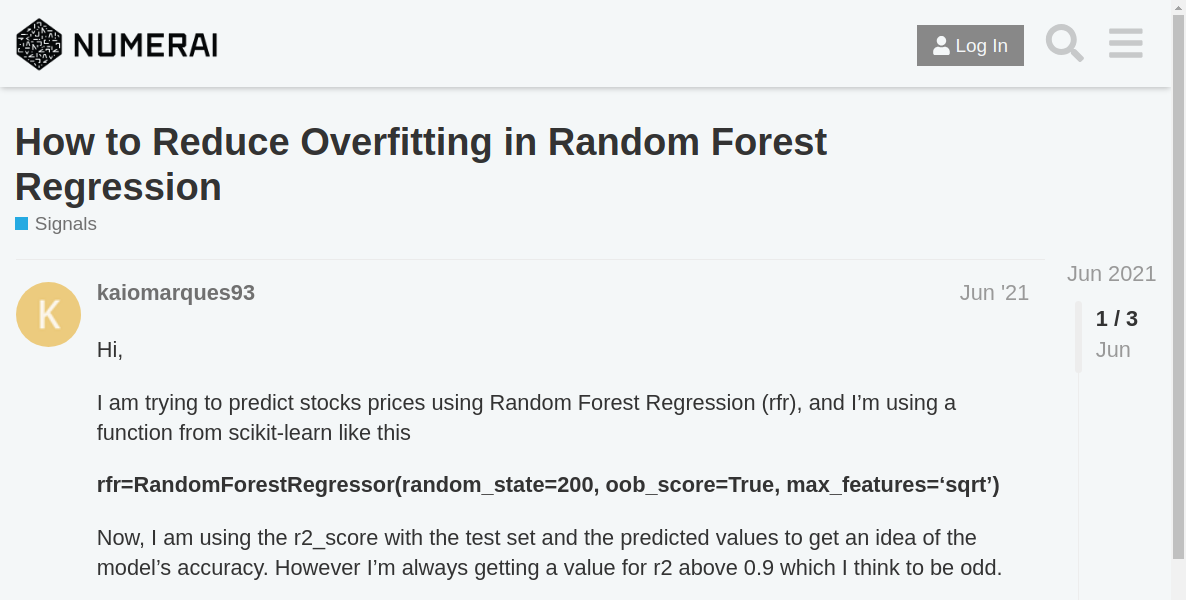 NUMERAI
Log In
How to Reduce Overfitting in Random Forest
Regression
Signals
Jun 2021
kaiomarques93
Jun '21
1 / 3
Jun
K
Hi,
I am trying to predict stocks prices using Random Forest Regression (rfr), and I’m using a
function from scikit-learn like this
rfr=RandomForestRegressor(random_state=200, oob_score=True, max_features=‘sqrt’)
Now, I am using the r2_score with the test set and the predicted values to get an idea of the
model’s accuracy. However I’m always getting a value for r2 above 0.9 which I think to be odd.